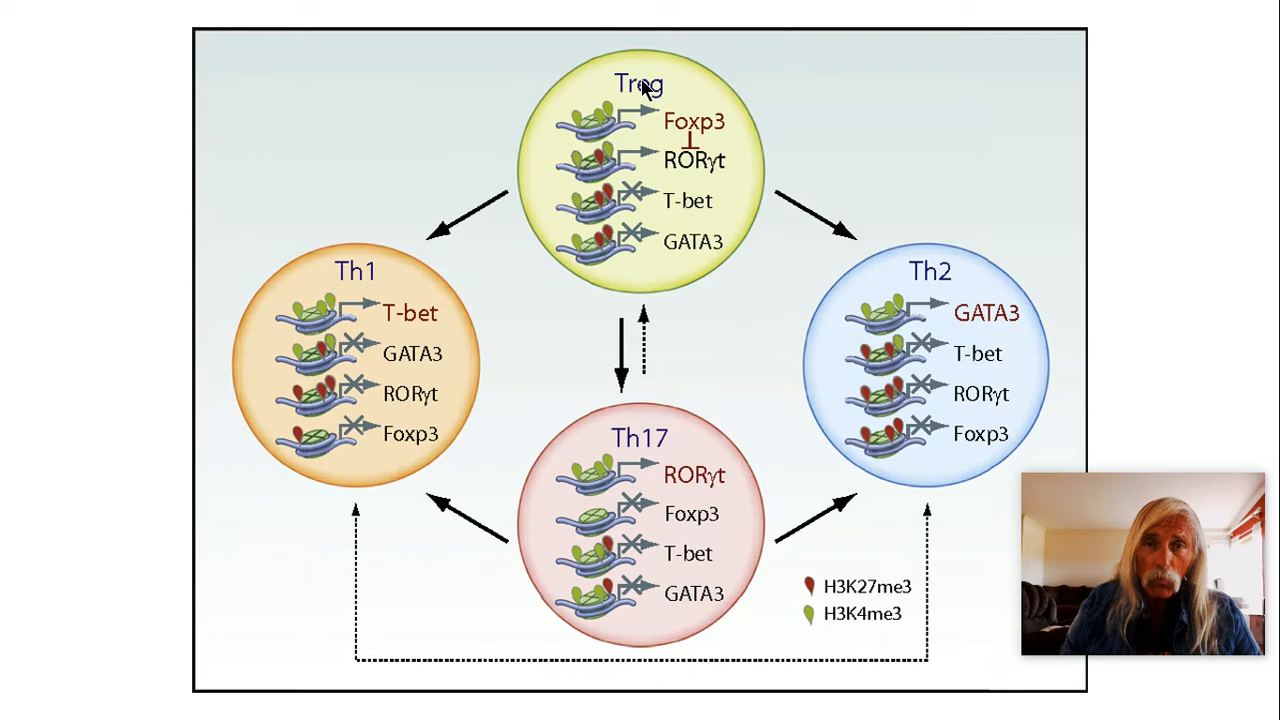 Treg
Foxp3
RORγt
T-bet
GATA3
Th1
T-bet
GATA3
RORγt
Foxp3
Th2
GATA3
T-bet
RORγt
Foxp3
Th17
RORγt
Foxp3
T-bet
GATA3
H3K27me3
H3K4me3